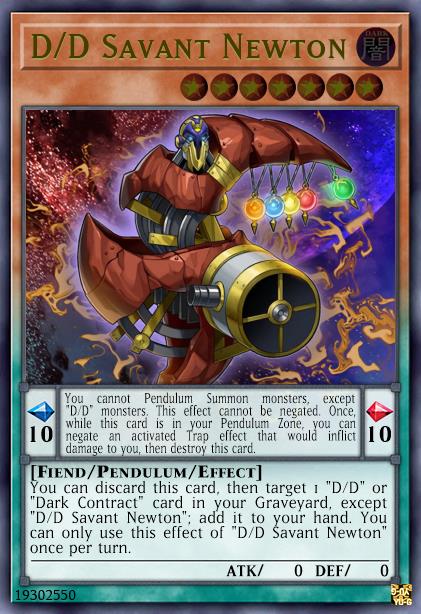 D/D Savant Newton
DARK
闇
You cannot Pendulum Summon monsters, except
"D/D" monsters. This effect cannot be negated. Once,
while this card is in your Pendulum Zone, you can
negate an activated Trap effect that would inflict
damage to you, then destroy this card.
10
10
[Fiend/Pendulum/Effect]
You can discard this card, then target 1 "D/D" or
"Dark Contract" card in your Graveyard, except
"D/D Savant Newton"; add it to your hand. You
can only use this effect of "D/D Savant Newton"
once per turn.
ATK/ 0 DEF/ 0
19302550